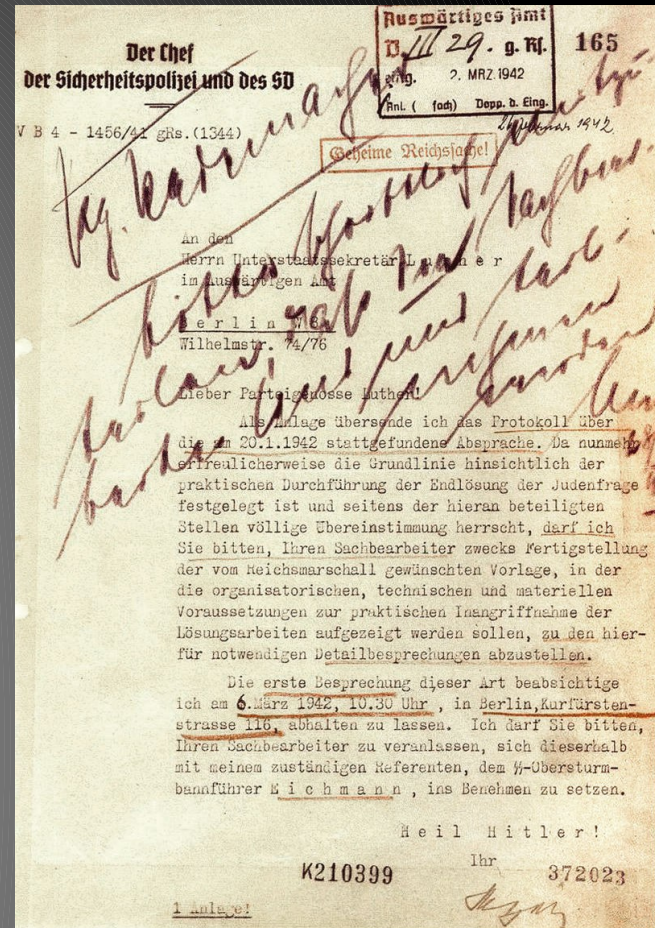 Der Chef
der Sicherheitspolizei und des SD
V B 4 - 1456/41 gRs.(1344)
Auswärtiges Amt
D. III 29. g. Rs.
eing. 2. MRZ. 1942
Anl. ( fach) Dopp. d. Eing.
165
Februar 1942
Geheime Reichssache!
An den
Herrn Unterstaatssekretär L u t h e r
im Auswärtigen Amt
B e r l i n W 8
Wilhelmstr. 74/76
Lieber Parteigenosse Luther!
Als Anlage übersende ich das Protokoll über
die am 20.1.1942 stattgefundene Absprache. Da nunmehr
erfreulicherweise die Grundlinie hinsichtlich der
praktischen Durchführung der Endlösung der Judenfrage
festgelegt ist und seitens der hieran beteiligten
Stellen völlige Übereinstimmung herrscht, darf ich
Sie bitten, Ihren Sachbearbeiter zwecks Fertigstellung
der vom Reichsmarschall gewünschten Vorlage, in der
die organisatorischen, technischen und materiellen
Voraussetzungen zur praktischen Inangriffnahme der
Lösungsarbeiten aufgezeigt werden sollen, zu den hier-
für notwendigen Detailbesprechungen abzustellen.
Die erste Besprechung dieser Art beabsichtige
ich am 6.März 1942, 10.30 Uhr , in Berlin,Kurfürsten-
strasse 116, abhalten zu lassen. Ich darf Sie bitten,
Ihren Sachbearbeiter zu veranlassen, sich dieserhalb
mit meinem zuständigen Referenten, dem ᛋᛋ-Obersturm-
bannführer E i c h m a n n , ins Benehmen zu setzen.
H e i l  H i t l e r !
Ihr
K210399
372023
1 Anlage!